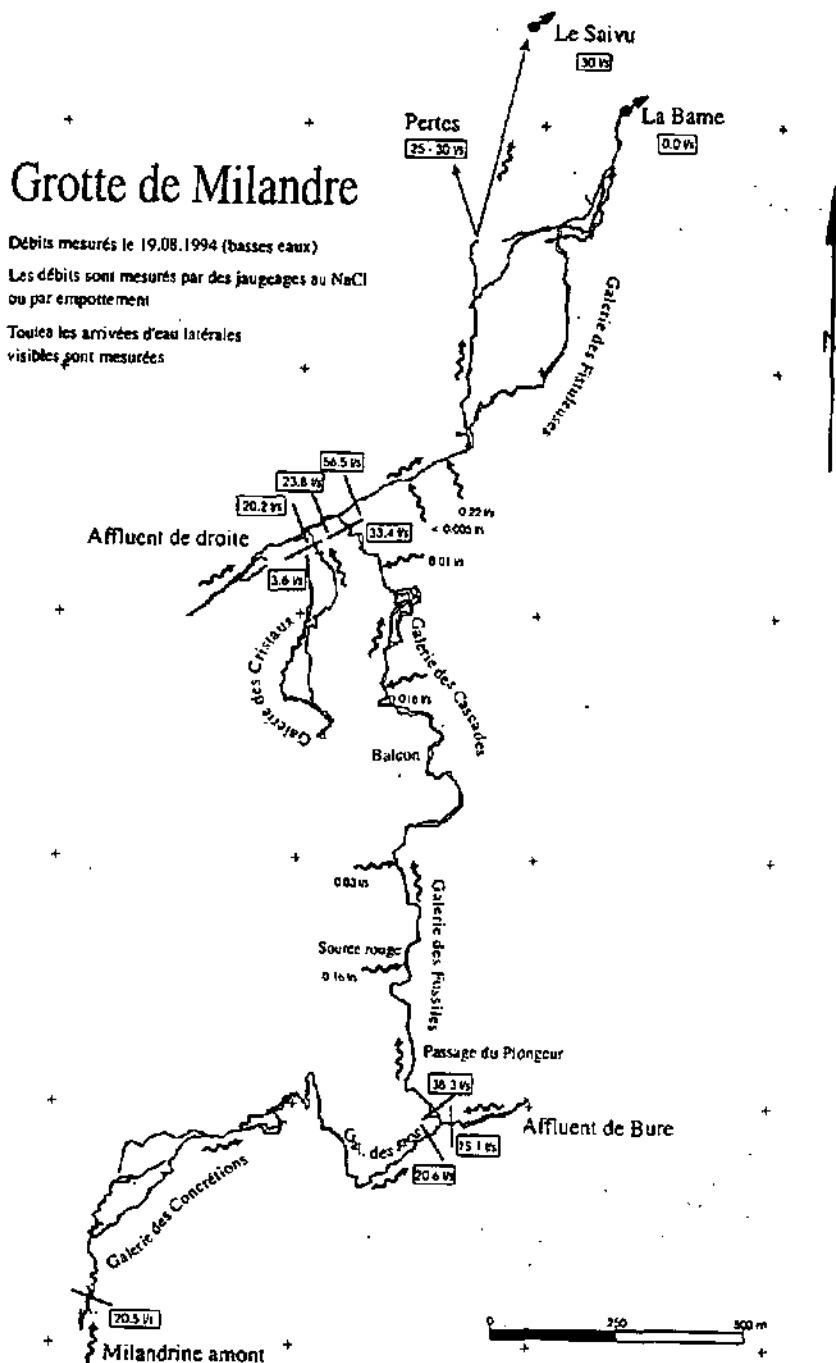 Le Saivu
30 l/s
La Bame
0.0 l/s
Pertes
25 - 30 l/s
Grotte de Milandre
Débits mesurés le 19.08.1994 (basses eaux)
Les débits sont mesurés par des jaugeages au NaCl
ou par empottement
Toutes les arrivées d'eau latérales
visibles sont mesurées
Galerie des Fistuleuses
N
56.5 l/s
23.8 l/s
20.2 l/s
0.22 l/s
< 0.005 l/s
Affluent de droite
33.4 l/s
0.01 l/s
3.6 l/s
Galerie des Cristaux
Galerie des Cascades
0.016 l/s
Balcon
0.03 l/s
Galerie des Fossiles
Source rouge
0.16 l/s
Passage du Plongeur
38.3 l/s
Affluent de Bure
Gal. des
15.1 l/s
20.6 l/s
Galerie des Concrétions
20.5 l/s
Milandrine amont
0 250 500 m